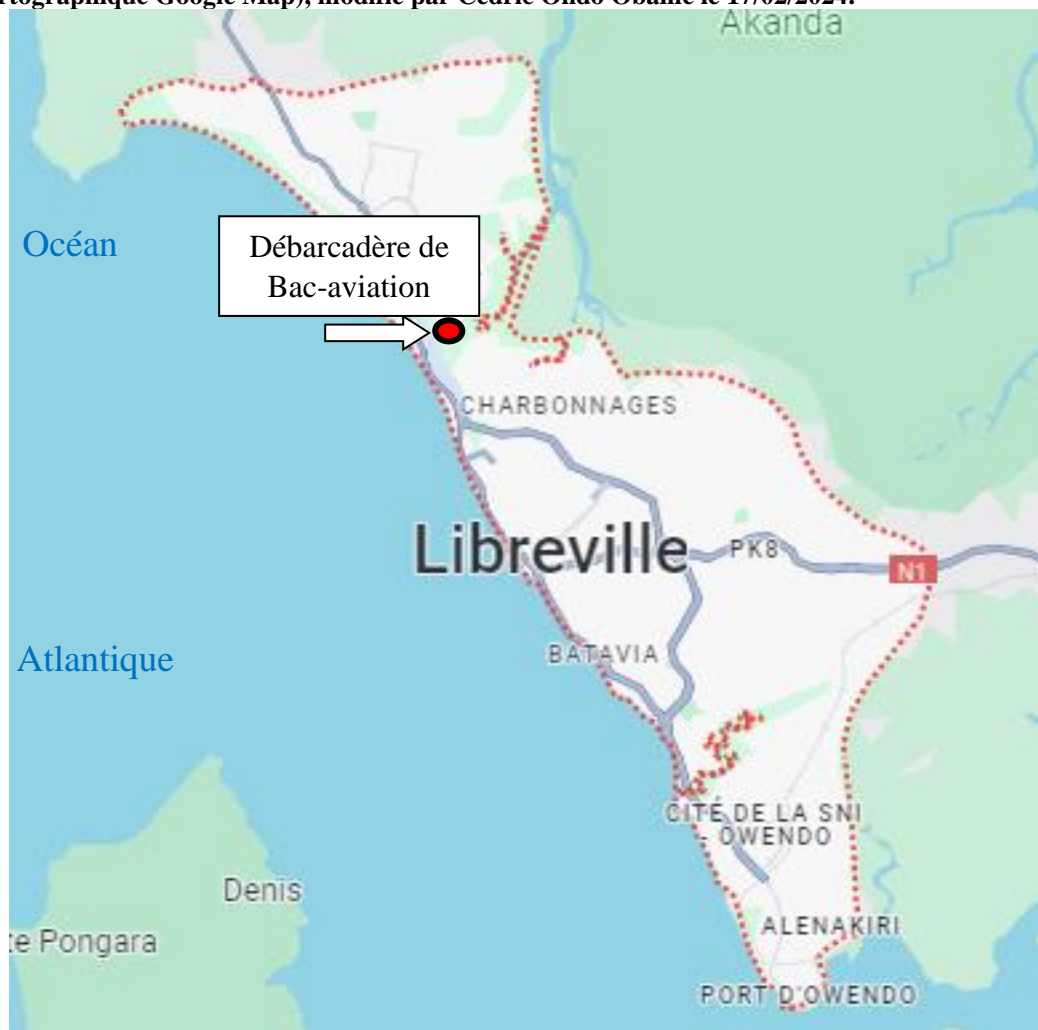 rtographique Google Map), modifié par Cédric Ondo Obame le 17/02/2024.
Akanda
Océan
Débarcadère de
Bac-aviation
CHARBONNAGES
Libreville
PK8
N1
BATAVIA
Atlantique
CITÉ DE LA SNI
- OWENDO
Denis
ALENAKIRI
te Pongara
PORT D'OWENDO